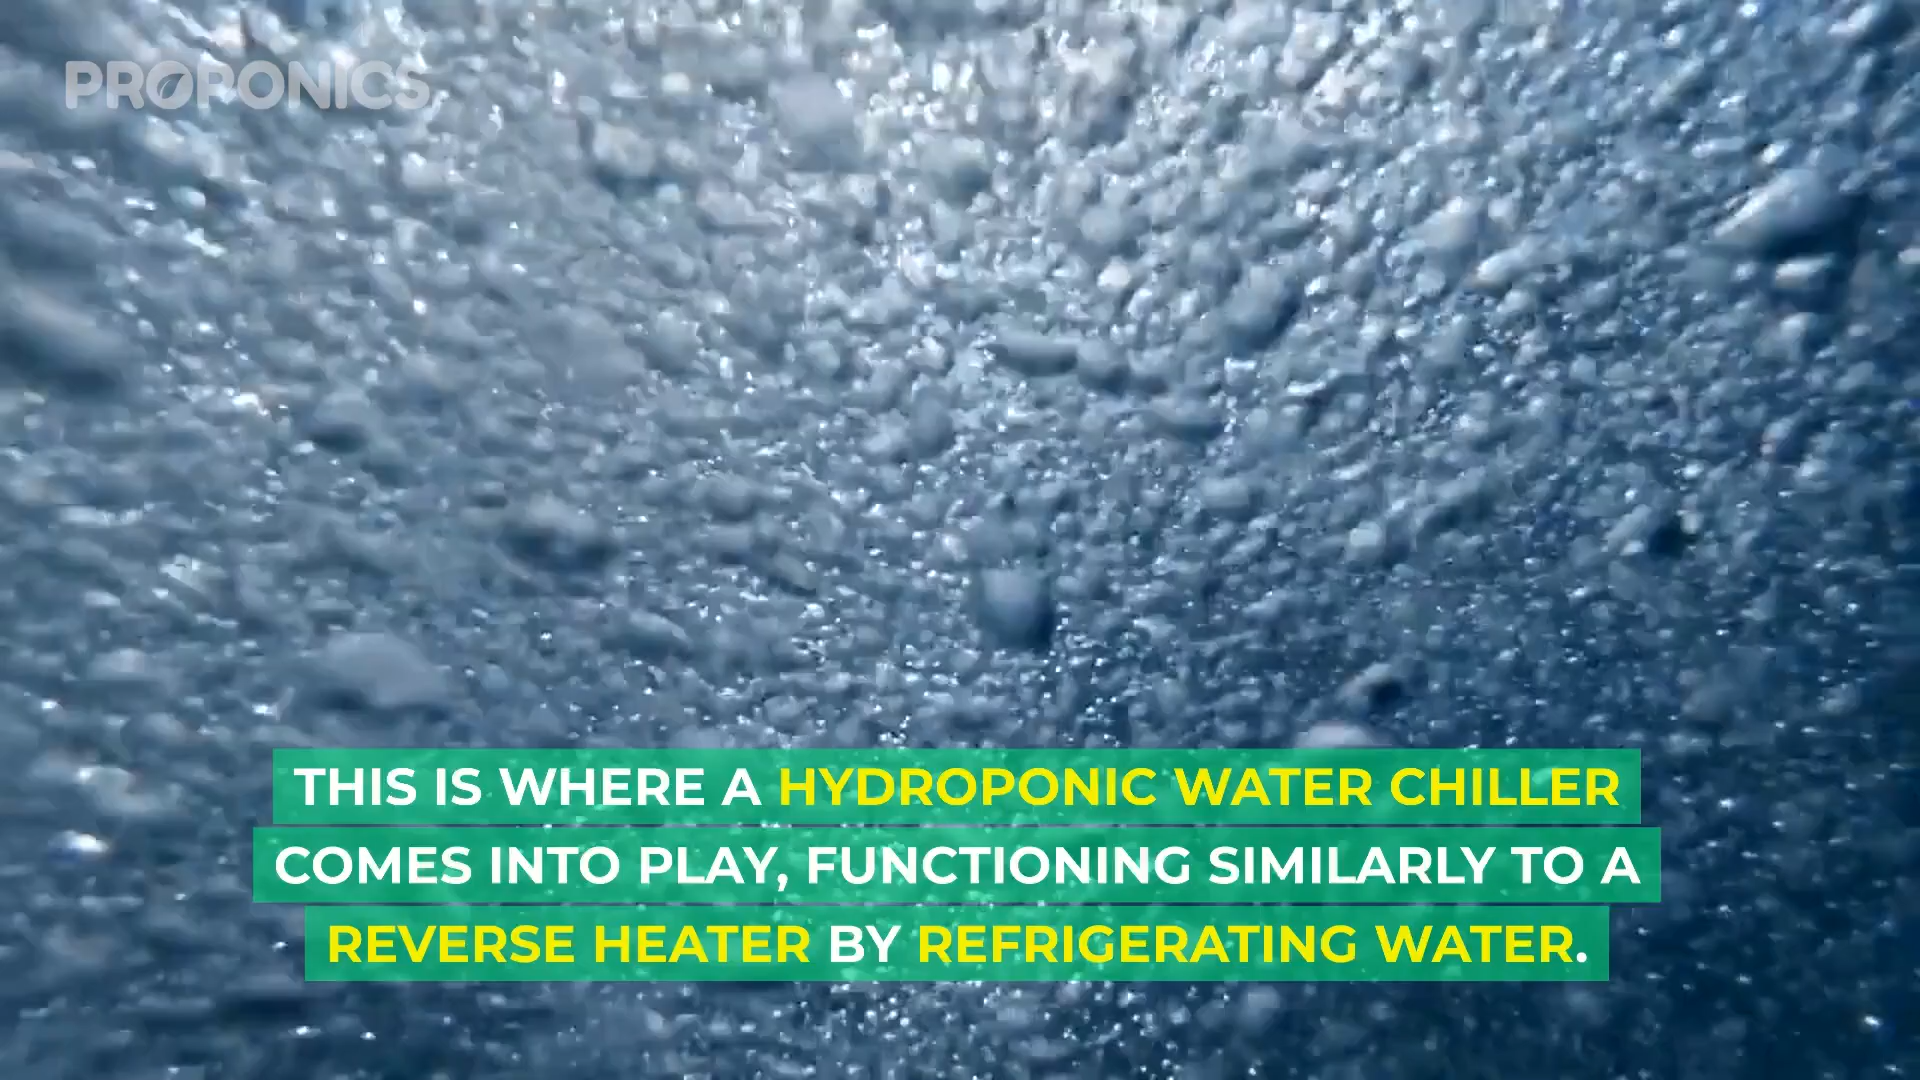 PROPONICS
THIS IS WHERE A HYDROPONIC WATER CHILLER
COMES INTO PLAY, FUNCTIONING SIMILARLY TO A
REVERSE HEATER BY REFRIGERATING WATER.